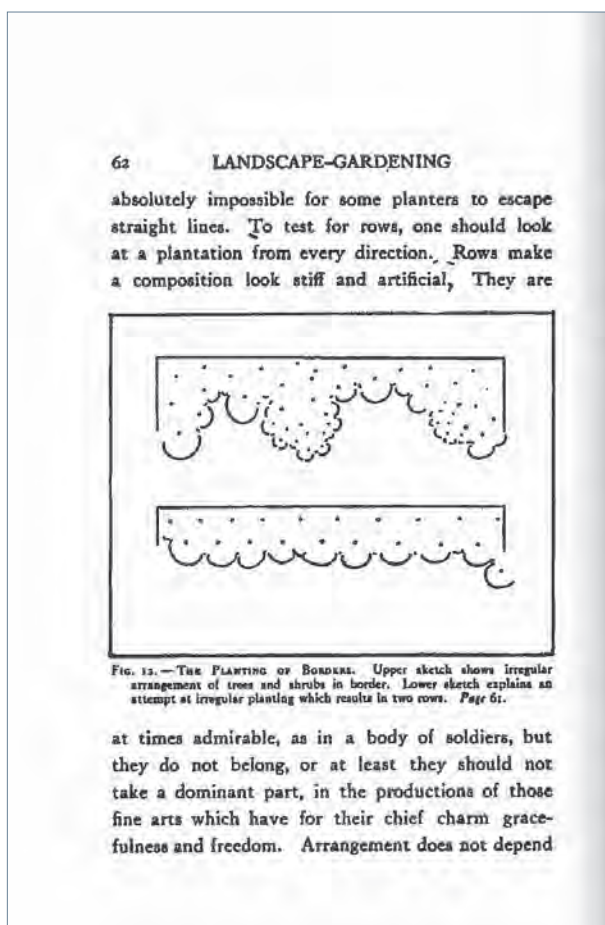 62 LANDSCAPE-GARDENING
absolutely impossible for some planters to escape
straight lines. To test for rows, one should look
at a plantation from every direction. Rows make
a composition look stiff and artificial, They are
FIG. 12.—THE PLANTING OF BORDERS. Upper sketch shows irregular
arrangement of trees and shrubs in border. Lower sketch explains an
attempt at irregular planting which results in two rows. Page 61.
at times admirable, as in a body of soldiers, but
they do not belong, or at least they should not
take a dominant part, in the productions of those
fine arts which have for their chief charm grace-
fulness and freedom. Arrangement does not depend